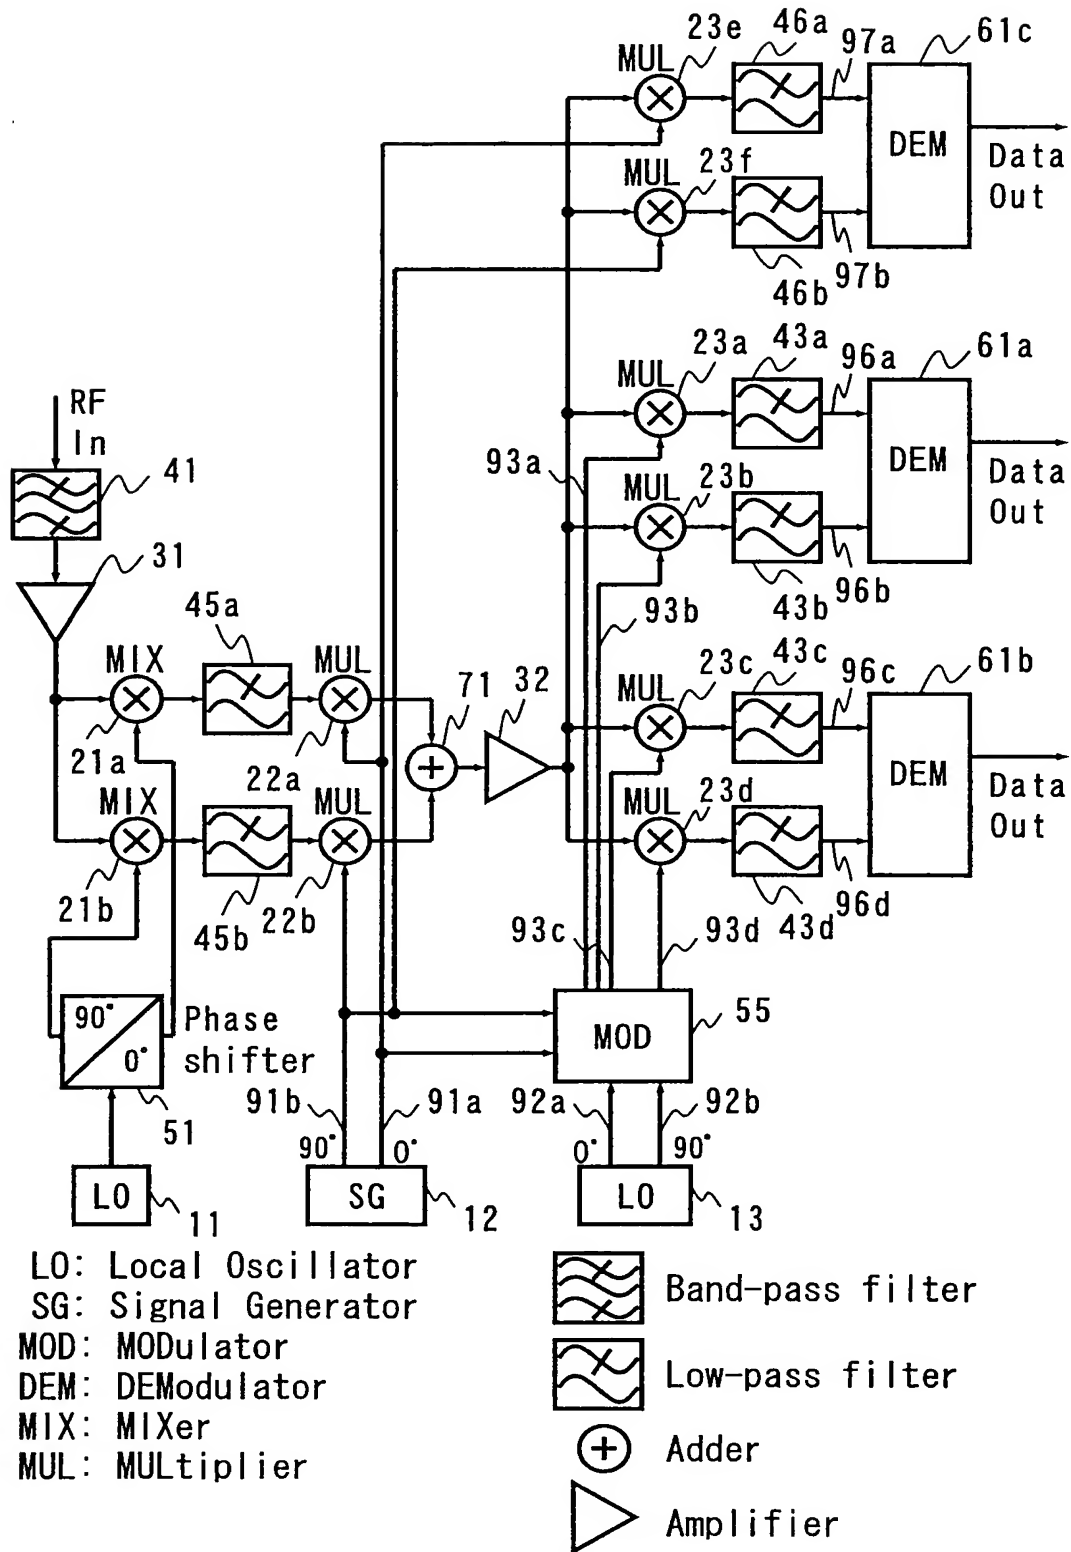 23e
46a
97a
61c
MUL
DEM
Data
Out
23f
MUL
46b
97b
23a
43a
96a
61a
MUL
RF
In
41
93a
DEM
Data
Out
MUL
23b
31
93b
43b
96b
45a
MIX
MUL
71
32
MUL
23c
43c
96c
61b
21a
22a
DEM
Data
Out
MIX
MUL
MUL
23d
21b
45b
22b
93c
93d
43d
96d
90°
0°
Phase
shifter
MOD
55
51
91b
91a
92a
92b
90°
0°
0°
90°
LO
11
SG
12
LO
13
LO: Local Oscillator
SG: Signal Generator
MOD: MODulator
DEM: DEModulator
MIX: MIXer
MUL: MULtiplier
Band-pass filter
Low-pass filter
Adder
Amplifier